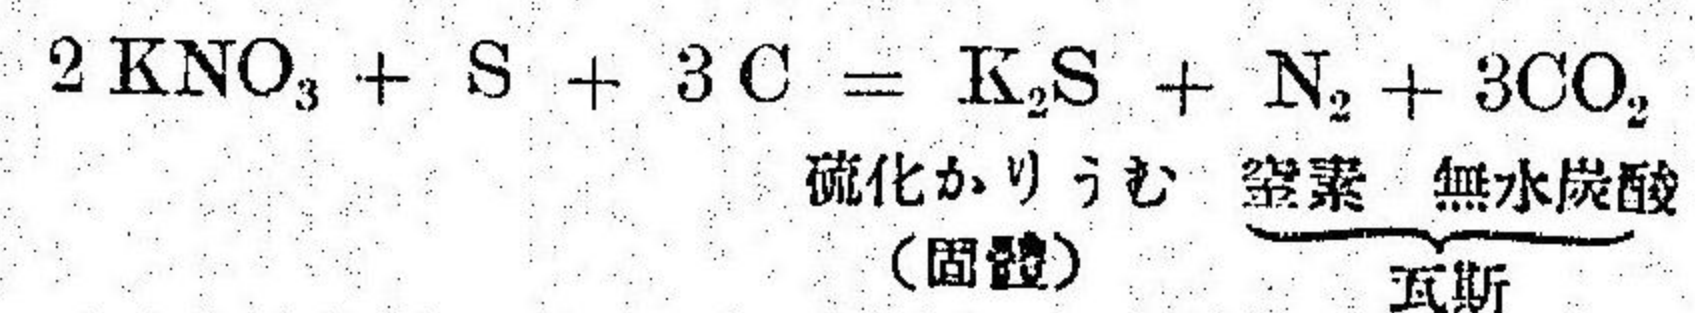 2 KNO₃ + S + 3 C = K₂S + N₂ + 3CO₂
硫化かりうむ 窒素 無水炭酸
(固體)
瓦斯